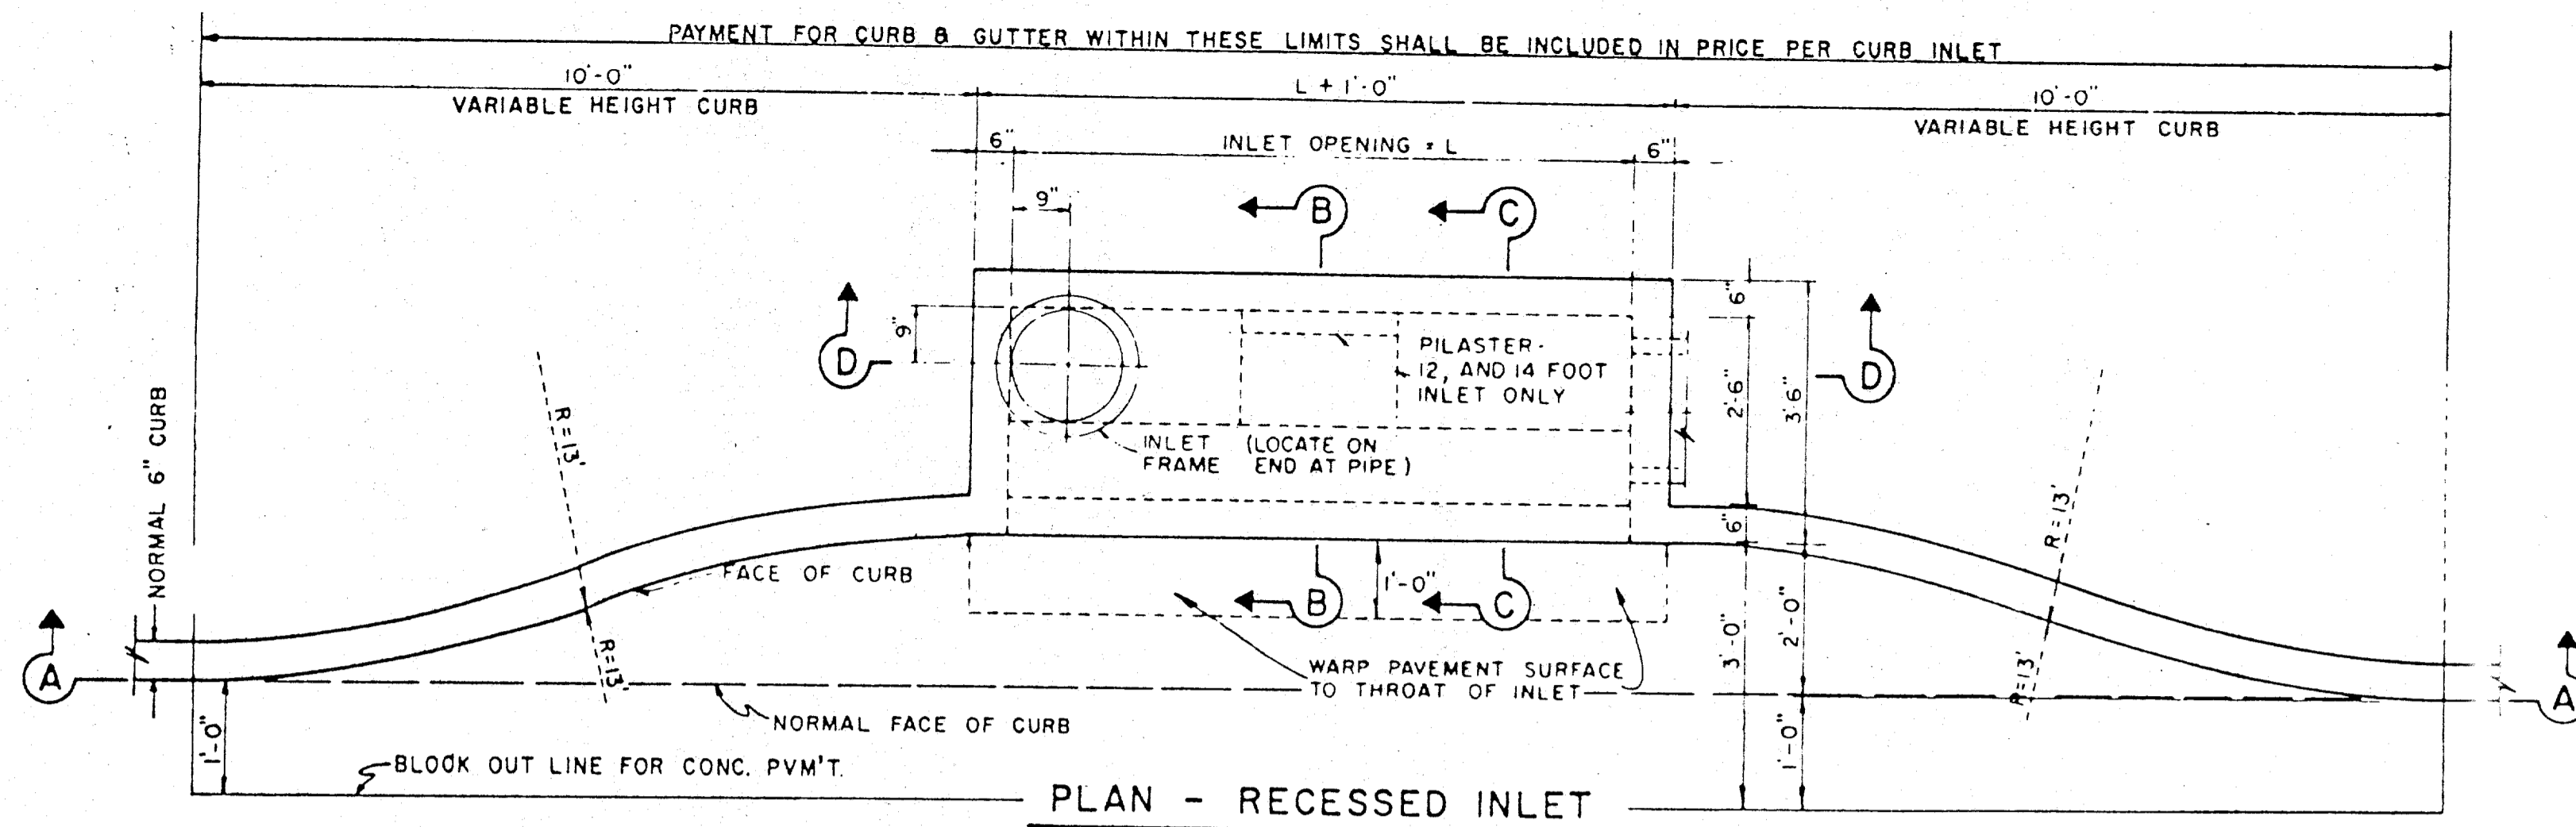 PAYMENT FOR CURB & GUTTER WITHIN THESE LIMITS SHALL BE INCLUDED IN PRICE PER CURB INLET
10'-0"
VARIABLE HEIGHT CURB
L + 1'-0"
10'-0"
VARIABLE HEIGHT CURB
6"
INLET OPENING = L
6"
9"
B
C
D
9"
PILASTER-
12, AND 14 FOOT
INLET ONLY
6"
2'-6"
3'6"
D
INLET (LOCATE ON
FRAME END AT PIPE)
NORMAL 6" CURB
R=13'
R=13'
FACE OF CURB
1'-0"
B
C
6"
3'-0"
2'-0"
R=13'
R=13'
A
WARP PAVEMENT SURFACE
TO THROAT OF INLET
A
NORMAL FACE OF CURB
1'-0"
1'-0"
BLOOK OUT LINE FOR CONC. PVM'T.
PLAN - RECESSED INLET